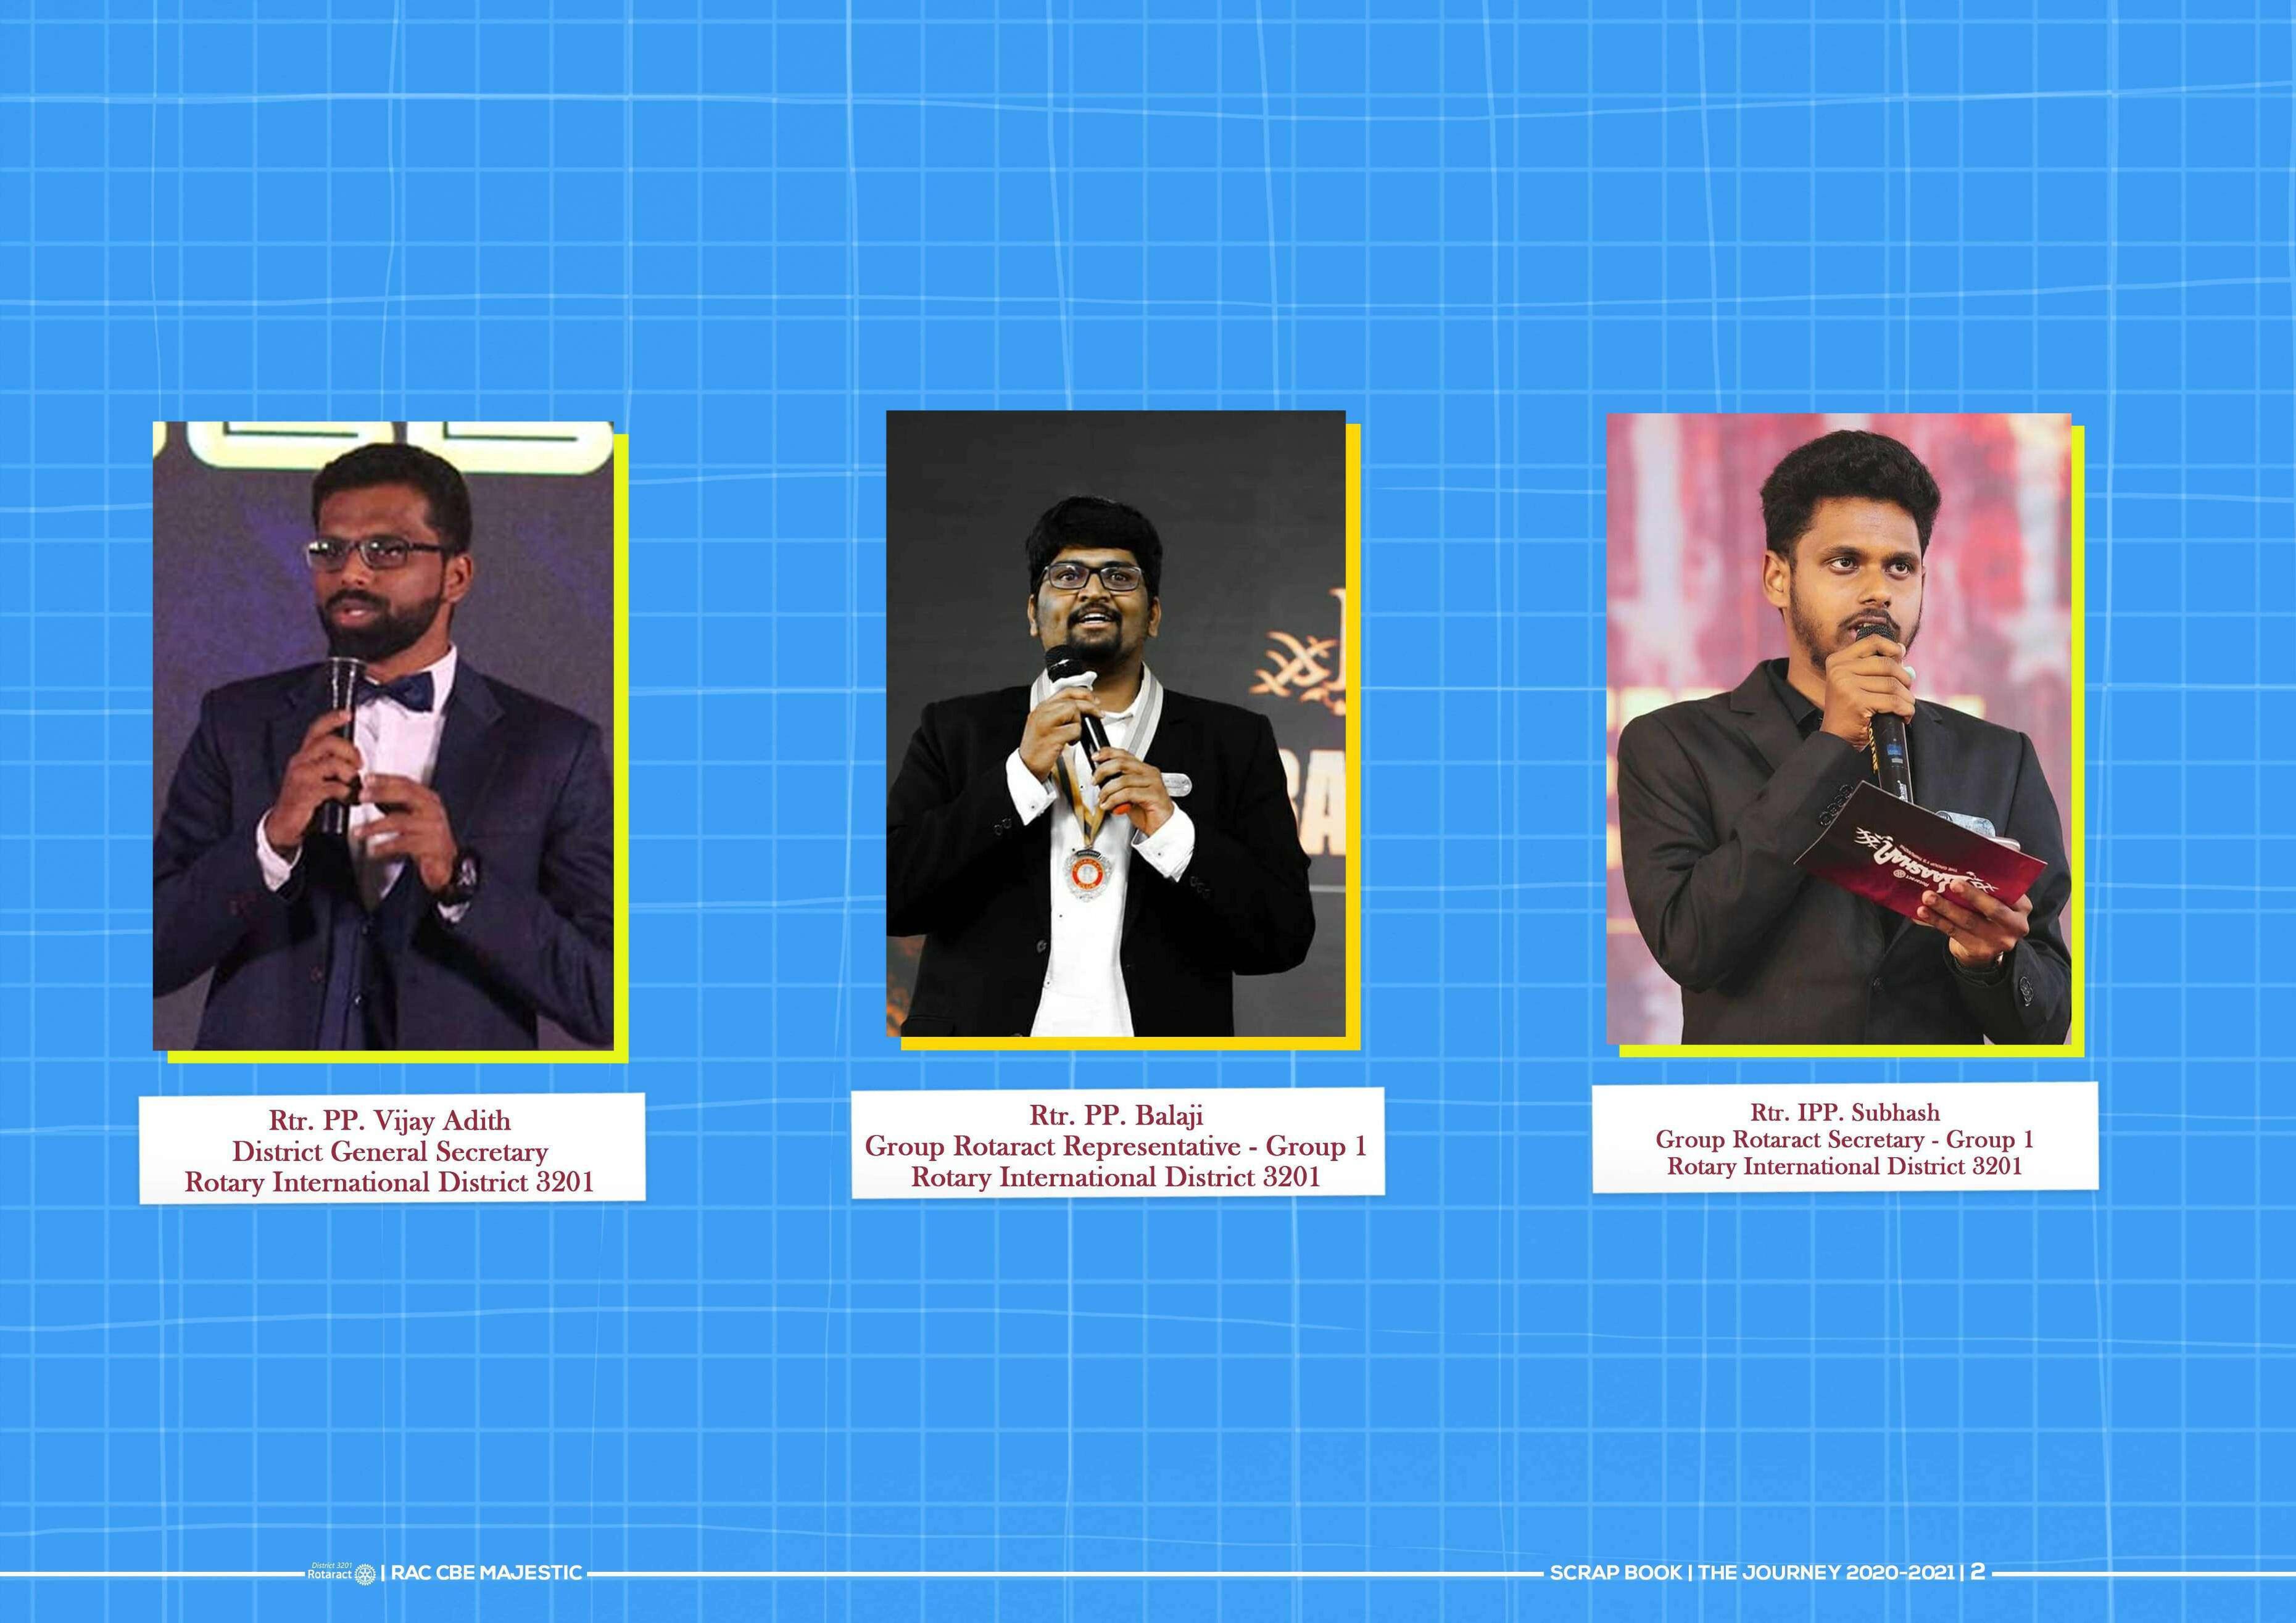 Rtr. PP. Vijay Adith
District General Secretary
Rotary International District 3201
Rtr. PP. Balaji
Group Rotaract Representative - Group 1
Rotary International District 3201
Rtr. IPP. Subhash
Group Rotaract Secretary - Group 1
Rotary International District 3201
District 3201
Rotaract | RAC CBE MAJESTIC
SCRAP BOOK | THE JOURNEY 2020-2021 | 2